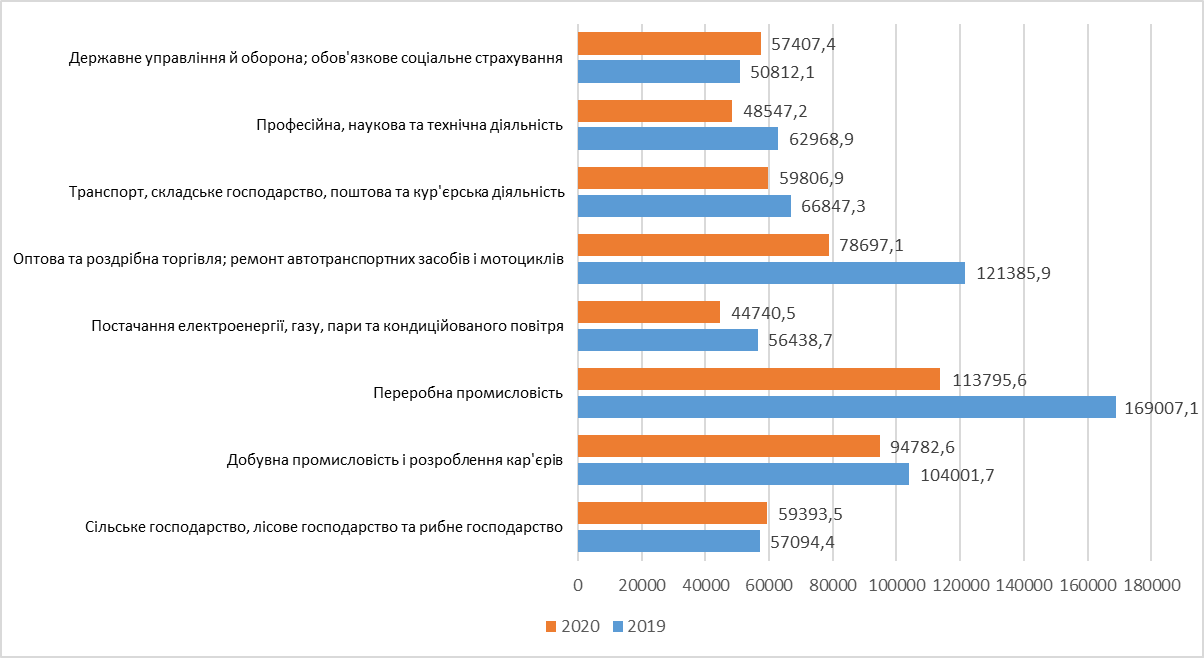 Державне управління й оборона; обов'язкове соціальне страхування
57407,4
50812,1
Професійна, наукова та технічна діяльність
48547,2
62968,9
Транспорт, складське господарство, поштова та кур'єрська діяльність
59806,9
66847,3
Оптова та роздрібна торгівля; ремонт автотранспортних засобів і мотоциклів
78697,1
121385,9
Постачання електроенергії, газу, пари та кондиційованого повітря
44740,5
56438,7
Переробна промисловість
113795,6
169007,1
Добувна промисловість і розроблення кар'єрів
94782,6
104001,7
Сільське господарство, лісове господарство та рибне господарство
59393,5
57094,4
0 20000 40000 60000 80000 100000 120000 140000 160000 180000
2020 2019